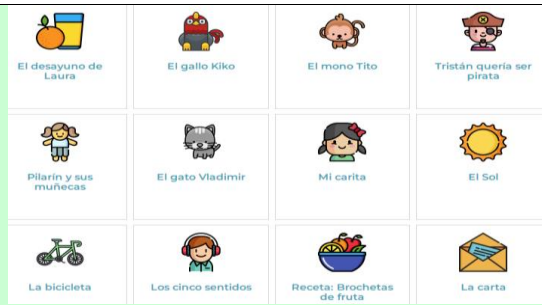 El desayuno de
Laura
El gallo Kiko
El mono Tito
Tristán quería ser
pirata
Pilarín y sus
muñecas
El gato Vladimir
Mi carita
El Sol
La bicicleta
Los cinco sentidos
Receta: Brochetas
de fruta
La carta